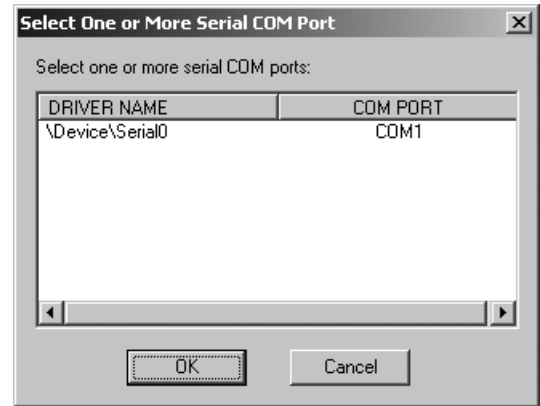 Select One or More Serial COM Port
Select one or more serial COM ports:
DRIVER NAME COM PORT
\Device\Serial0 COM1
OK Cancel